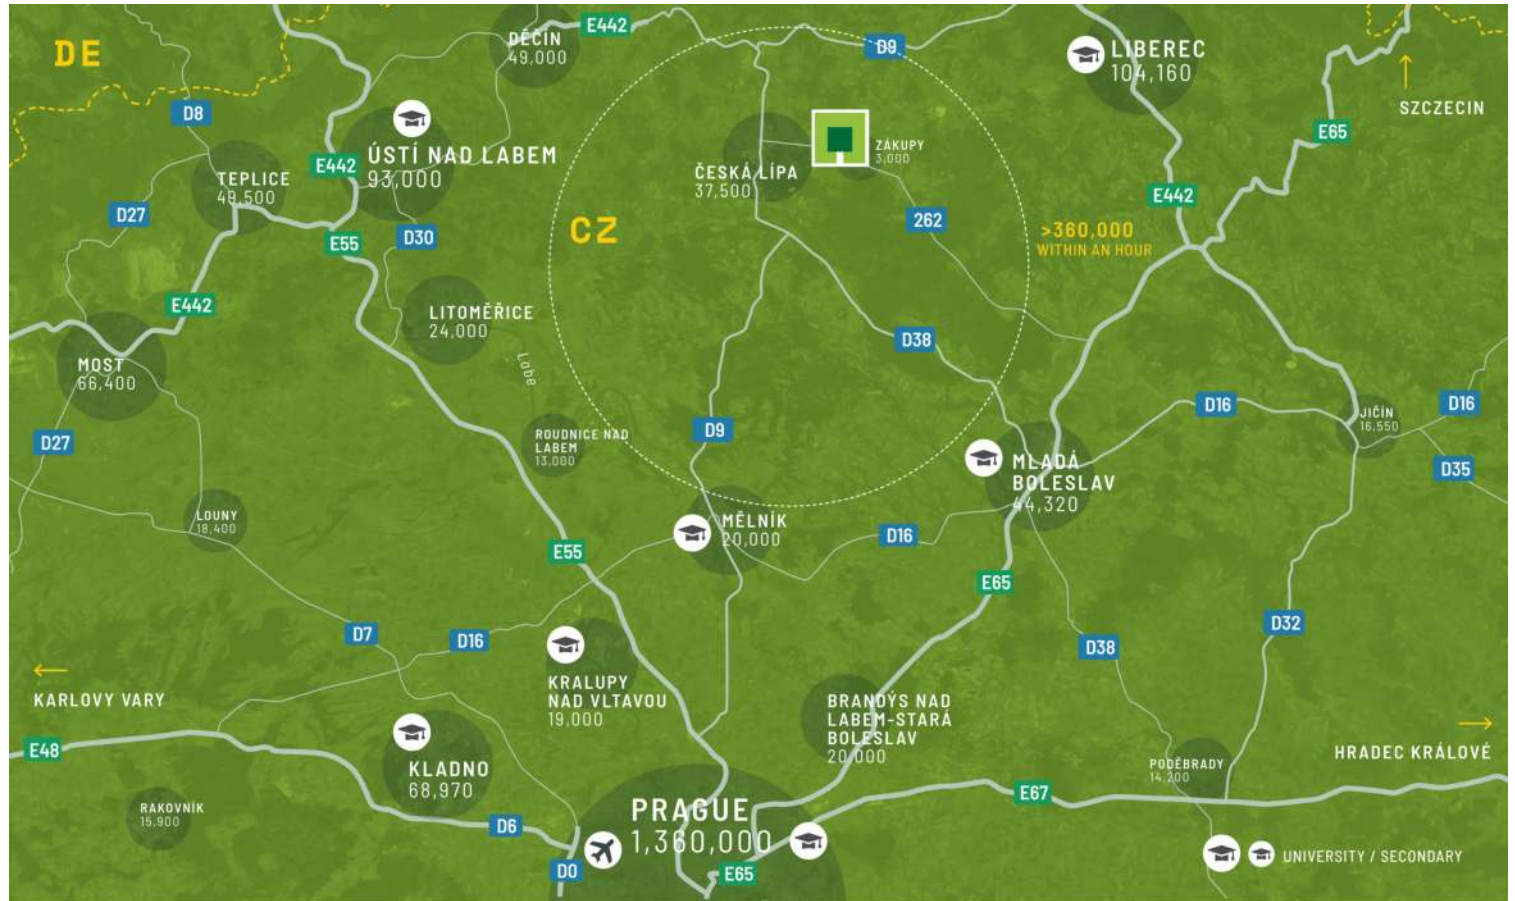 DE
DĚČÍN
49,000
E442
D9
LIBEREC
104,160
SZCZECIN
D8
E65
ÚSTÍ NAD LABEM
93,000
E442
TEPLICE
49,500
ČESKÁ LÍPA
37,500
ZÁKUPY
3,000
E442
D27
E55
D30
CZ
262
>360,000
WITHIN AN HOUR
E442
LITOMĚŘICE
24,000
Labe
D38
MOST
66,400
D27
ROUDNICE NAD
LABEM
13,000
D9
D16
JIČÍN
16,550
D16
D35
MLADÁ
BOLESLAV
44,320
LOUNY
18,400
MĚLNÍK
20,000
D16
E55
E65
D7
D16
D38
D32
KARLOVY VARY
KRALUPY
NAD VLTAVOU
19,000
BRANDÝS NAD
LABEM-STARÁ
BOLESLAV
20,000
E48
KLADNO
68,970
PODĚBRADY
14,200
HRADEC KRÁLOVÉ
RAKOVNÍK
15,900
D6
PRAGUE
1,360,000
E67
D0
E65
UNIVERSITY / SECONDARY